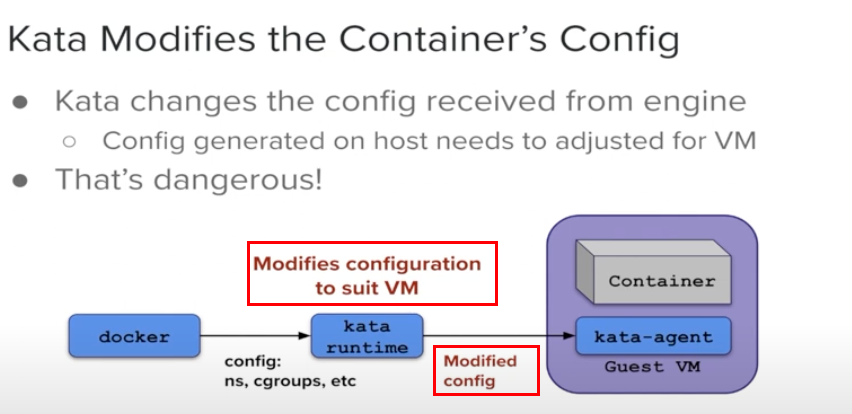 Kata Modifies the Container's Config
● Kata changes the config received from engine
○ Config generated on host needs to adjusted for VM
● That's dangerous!
Modifies configuration
to suit VM
docker
config:
ns, cgroups, etc
kata
runtime
Modified
config
Container
kata-agent
Guest VM